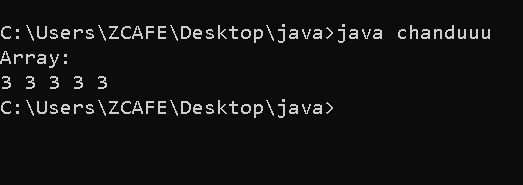 C:\Users\ZCAFE\Desktop\java>java chanduuu
Array:
3 3 3 3 3
C:\Users\ZCAFE\Desktop\java>